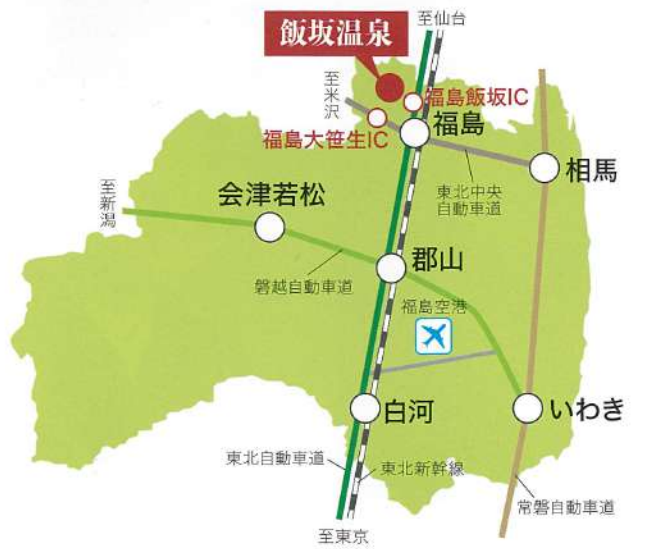 至仙台
飯坂温泉
至米沢
福島飯坂IC
福島大笹生IC
福島
相馬
東北中央
自動車道
至新潟
会津若松
磐越自動車道
郡山
福島空港
白河
いわき
東北自動車道
東北新幹線
常磐自動車道
至東京